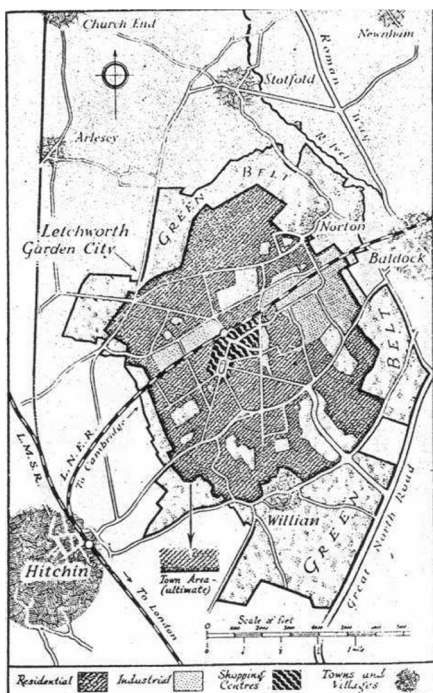 Church End
Newnham
Roman
Way
Stotfold
Arlesey
R. Ivel
GREEN BELT
Norton
Letchworth
Garden City
Baldock
BELT
L.M.S.R.
L.N.E.R.
To Cambridge
GREEN
Willian
Great North Road
Hitchin
To London
Town Area
(ultimate)
Scale of feet
1 Mile
Residential
Industrial
Shopping
Centres
Towns and
Villages